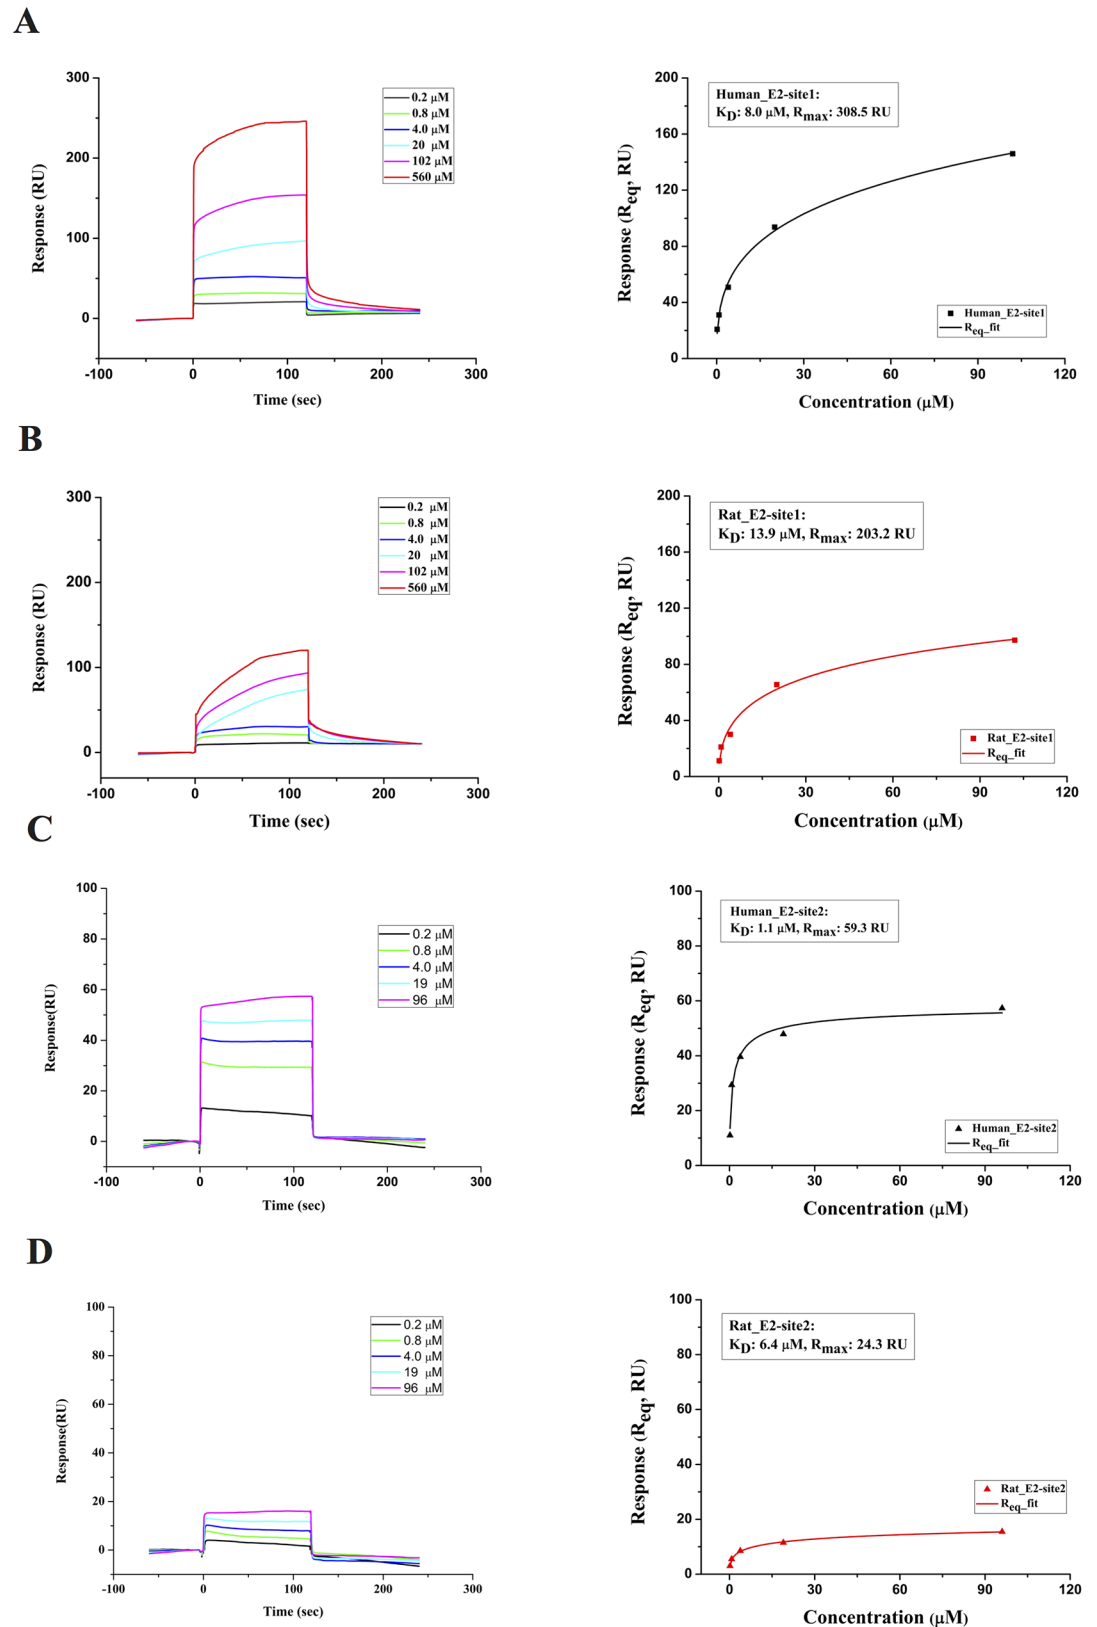 A
300
200
100
0
-100
0
100
200
300
Response (RU)
Time (sec)
0.2 μM
0.8 μM
4.0 μM
20 μM
102 μM
560 μM
200
160
120
80
40
0
0
30
60
90
120
Response (Req, RU)
Concentration (μM)
Human_E2-site1:
KD: 8.0 μM, Rmax: 308.5 RU
Human_E2-site1
Req_fit
B
300
200
100
0
-100
0
100
200
300
Response (RU)
Time (sec)
0.2 μM
0.8 μM
4.0 μM
20 μM
102 μM
560 μM
200
160
120
80
40
0
0
30
60
90
120
Response (Req, RU)
Concentration (μM)
Rat_E2-site1:
KD: 13.9 μM, Rmax: 203.2 RU
Rat_E2-site1
Req_fit
C
100
80
60
40
20
0
-100
0
100
200
300
Response(RU)
Time (sec)
0.2 μM
0.8 μM
4.0 μM
19 μM
96 μM
100
80
60
40
20
0
0
30
60
90
120
Response (Req, RU)
Concentration (μM)
Human_E2-site2:
KD: 1.1 μM, Rmax: 59.3 RU
Human_E2-site2
Req_fit
D
100
80
60
40
20
0
-100
0
100
200
300
Response(RU)
Time (sec)
0.2 μM
0.8 μM
4.0 μM
19 μM
96 μM
100
80
60
40
20
0
0
30
60
90
120
Response (Req, RU)
Concentration (μM)
Rat_E2-site2:
KD: 6.4 μM, Rmax: 24.3 RU
Rat_E2-site2
Req_fit